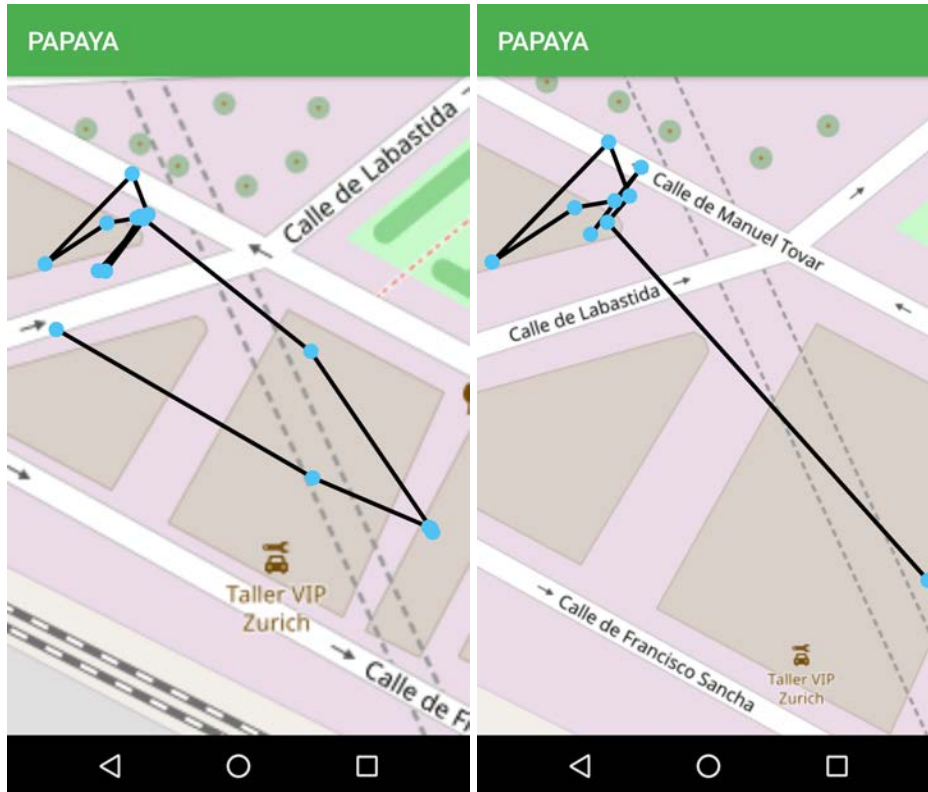 PAPAYA
Calle de Labastida
Taller VIP
Zurich
Calle de Fr
PAPAYA
Calle de Manuel Tovar
Calle de Labastida
Calle de Francisco Sancha
Taller VIP
Zurich